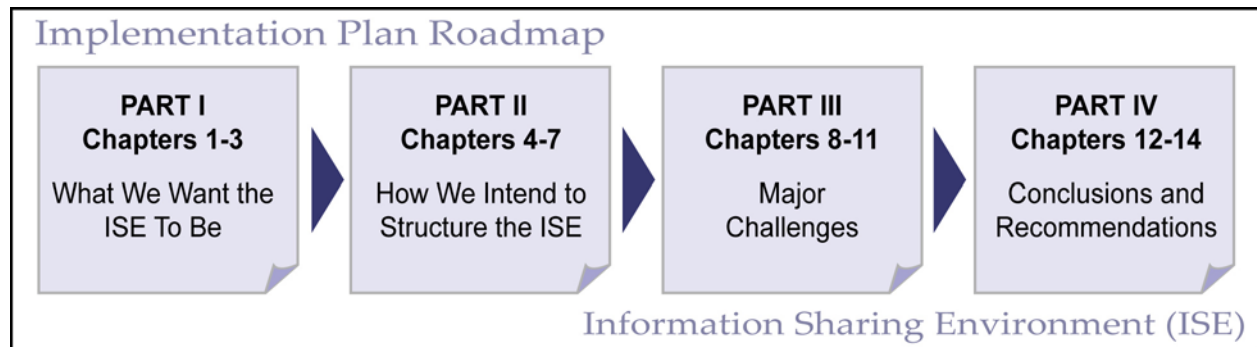 Implementation Plan Roadmap
PART I
Chapters 1-3
What We Want the
ISE To Be
PART II
Chapters 4-7
How We Intend to
Structure the ISE
PART III
Chapters 8-11
Major
Challenges
PART IV
Chapters 12-14
Conclusions and
Recommendations
Information Sharing Environment (ISE)